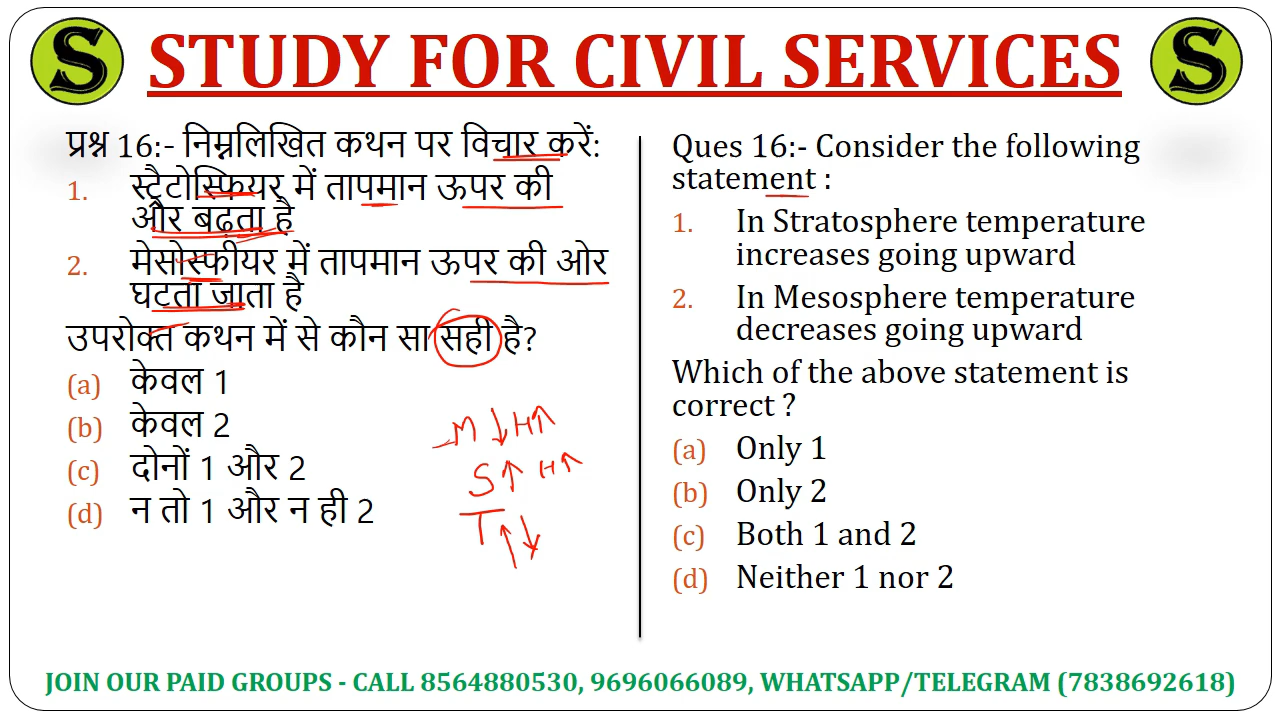 S STUDY FOR CIVIL SERVICES S
प्रश्न 16:- निम्नलिखित कथन पर विचार करें:
1. स्ट्रैटोस्फियर में तापमान ऊपर की
और बढ़ता है
2. मेसोस्फीयर में तापमान ऊपर की ओर
घटता जाता है
उपरोक्त कथन में से कौन सा सही है?
(a) केवल 1
(b) केवल 2
(c) दोनों 1 और 2
(d) न तो 1 और न ही 2
M ↓ H↑
S ↑ H↑
T ↑↓
Ques 16:- Consider the following
statement :
1. In Stratosphere temperature
increases going upward
2. In Mesosphere temperature
decreases going upward
Which of the above statement is
correct ?
(a) Only 1
(b) Only 2
(c) Both 1 and 2
(d) Neither 1 nor 2
JOIN OUR PAID GROUPS - CALL 8564880530, 9696066089, WHATSAPP/TELEGRAM (7838692618)